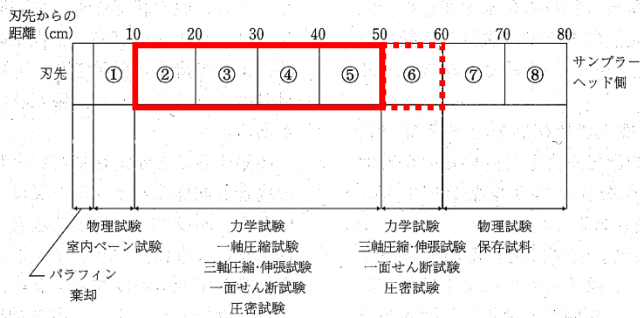 刃先からの
距離 (cm) 10 20 30 40 50 60 70 80
刃先 ① ② ③ ④ ⑤ ⑥ ⑦ ⑧ サンプラー
ヘッド側
物理試験
室内ベーン試験
パラフィン
棄却
力学試験
一軸圧縮試験
三軸圧縮・伸張試験
一面せん断試験
圧密試験
力学試験
三軸圧縮・伸張試験
一面せん断試験
圧密試験
物理試験
保存試料